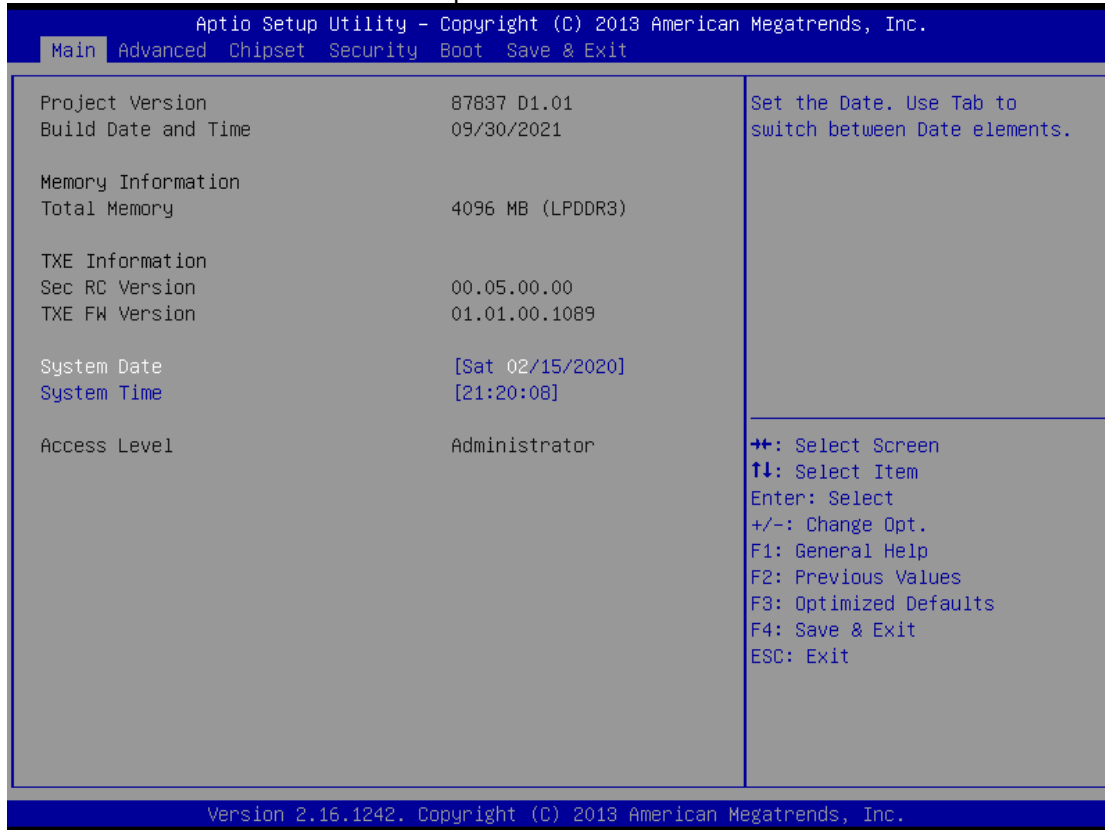 Aptio Setup Utility – Copyright (C) 2013 American Megatrends, Inc.
Main Advanced Chipset Security Boot Save & Exit
Project Version 87837 D1.01
Build Date and Time 09/30/2021
Memory Information
Total Memory 4096 MB (LPDDR3)
TXE Information
Sec RC Version 00.05.00.00
TXE FW Version 01.01.00.1089
System Date [Sat 02/15/2020]
System Time [21:20:08]
Access Level Administrator
Set the Date. Use Tab to
switch between Date elements.
→←: Select Screen
↑↓: Select Item
Enter: Select
+/-: Change Opt.
F1: General Help
F2: Previous Values
F3: Optimized Defaults
F4: Save & Exit
ESC: Exit
Version 2.16.1242. Copyright (C) 2013 American Megatrends, Inc.